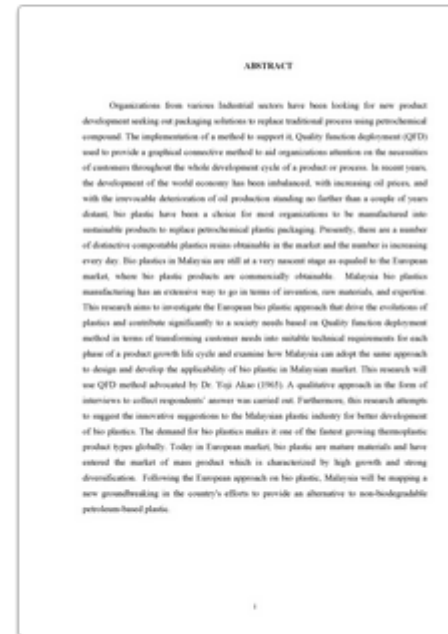 ABSTRACT
Organizations from various Industrial sectors have been looking for new product
development seeking out packaging solutions to replace traditional process using petrochemical
compound. The implementation of a method to support it, Quality function deployment (QFD)
used to provide a graphical connective method to aid organizations attention on the necessities
of customers throughout the whole development cycle of a product or process. In recent years,
the development of the world economy has been imbalanced, with increasing oil prices, and
with the irrevocable deterioration of oil production standing no farther than a couple of years
distant, bio plastic have been a choice for most organizations to be manufactured into
sustainable products to replace petrochemical plastic packaging. Presently, there are a number
of distinctive compostable plastics resins obtainable in the market and the number is increasing
every day. Bio plastics in Malaysia are still at a very nascent stage as equaled to the European
market, where bio plastic products are commercially obtainable. Malaysia bio plastics
manufacturing has an extensive way to go in terms of invention, raw materials, and expertise.
This research aims to investigate the European bio plastic approach that drive the evolutions of
plastics and contribute significantly to a society needs based on Quality function deployment
method in terms of transforming customer needs into suitable technical requirements for each
phase of a product growth life cycle and examine how Malaysia can adopt the same approach
to design and develop the applicability of bio plastic in Malaysian market. This research will
use QFD method advocated by Dr. Yoji Akao (1965). A qualitative approach in the form of
interviews to collect respondents' answer was carried out. Furthermore, this research attempts
to suggest the innovative suggestions to the Malaysian plastic industry for better development
of bio plastics. The demand for bio plastics makes it one of the fastest growing thermoplastic
product types globally. Today in European market, bio plastic are mature materials and have
entered the market of mass product which is characterized by high growth and strong
diversification. Following the European approach on bio plastic, Malaysia will be mapping a
new groundbreaking in the country's efforts to provide an alternative to non-biodegradable
petroleum-based plastic.